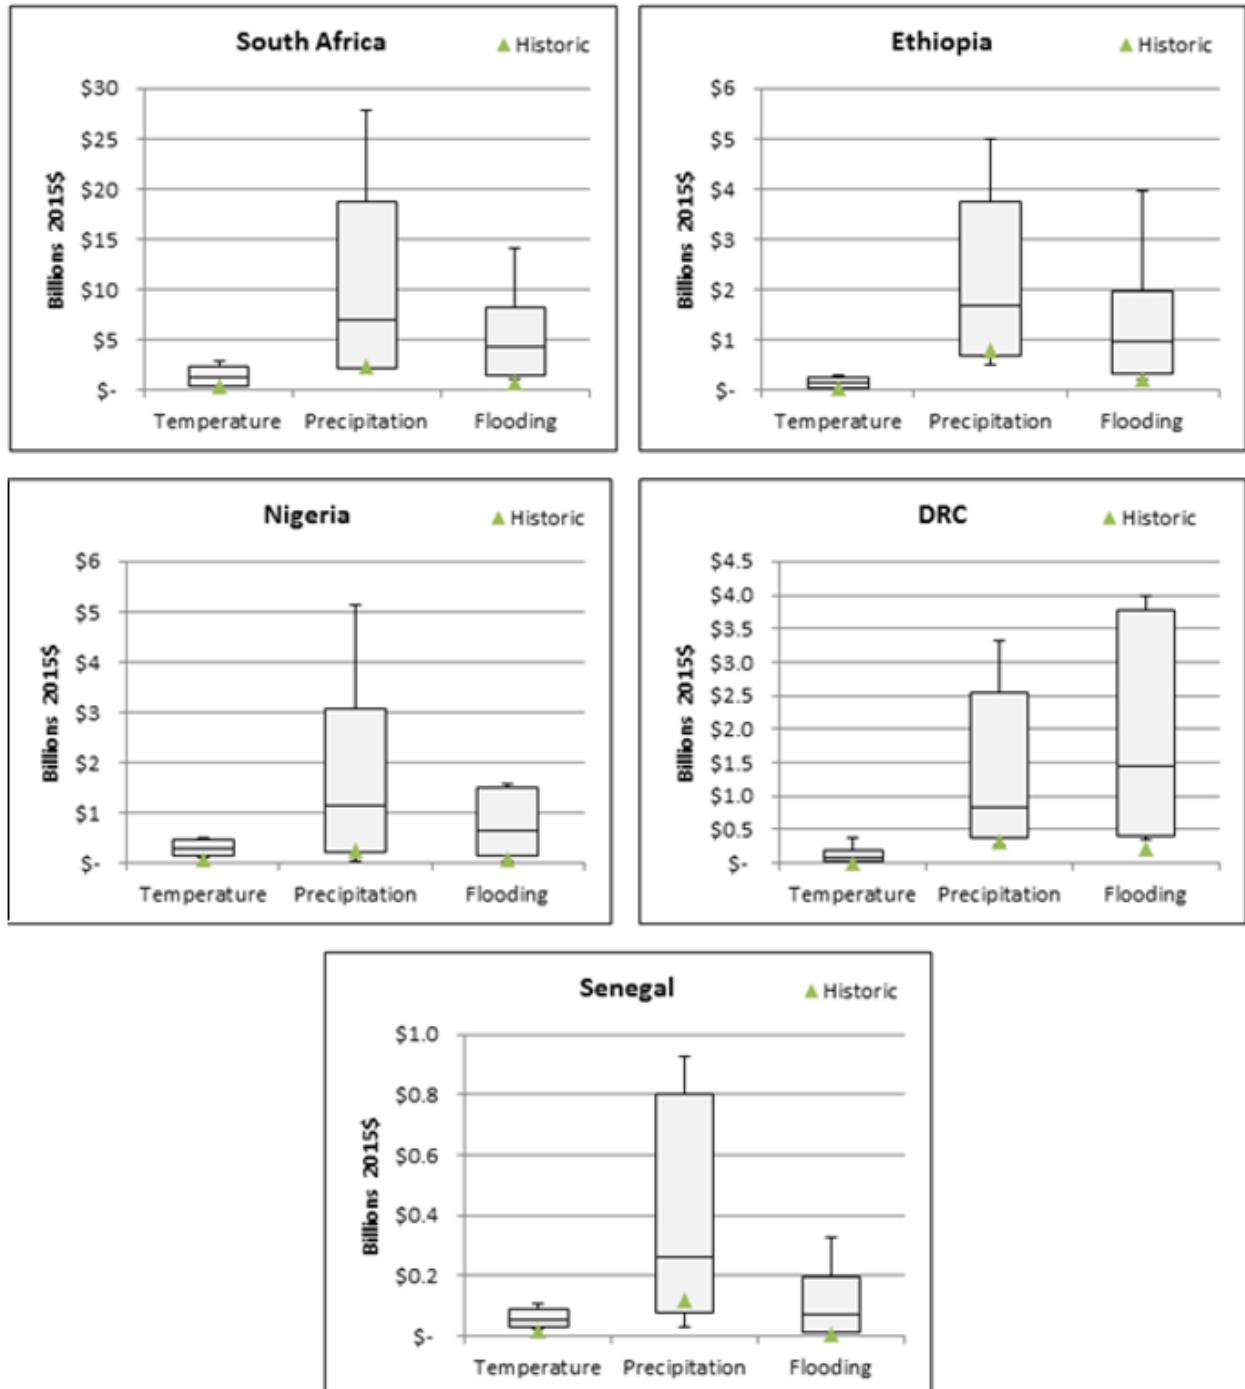 South Africa
Historic
$30
$25
$20
$15
$10
$5
$-
Billions 2015$
Temperature Precipitation Flooding
Ethiopia
Historic
$6
$5
$4
$3
$2
$1
$-
Billions 2015$
Temperature Precipitation Flooding
Nigeria
Historic
$6
$5
$4
$3
$2
$1
$-
Billions 2015$
Temperature Precipitation Flooding
DRC
Historic
$4.5
$4.0
$3.5
$3.0
$2.5
$2.0
$1.5
$1.0
$0.5
$-
Billions 2015$
Temperature Precipitation Flooding
Senegal
Historic
$1.0
$0.8
$0.6
$0.4
$0.2
$-
Billions 2015$
Temperature Precipitation Flooding